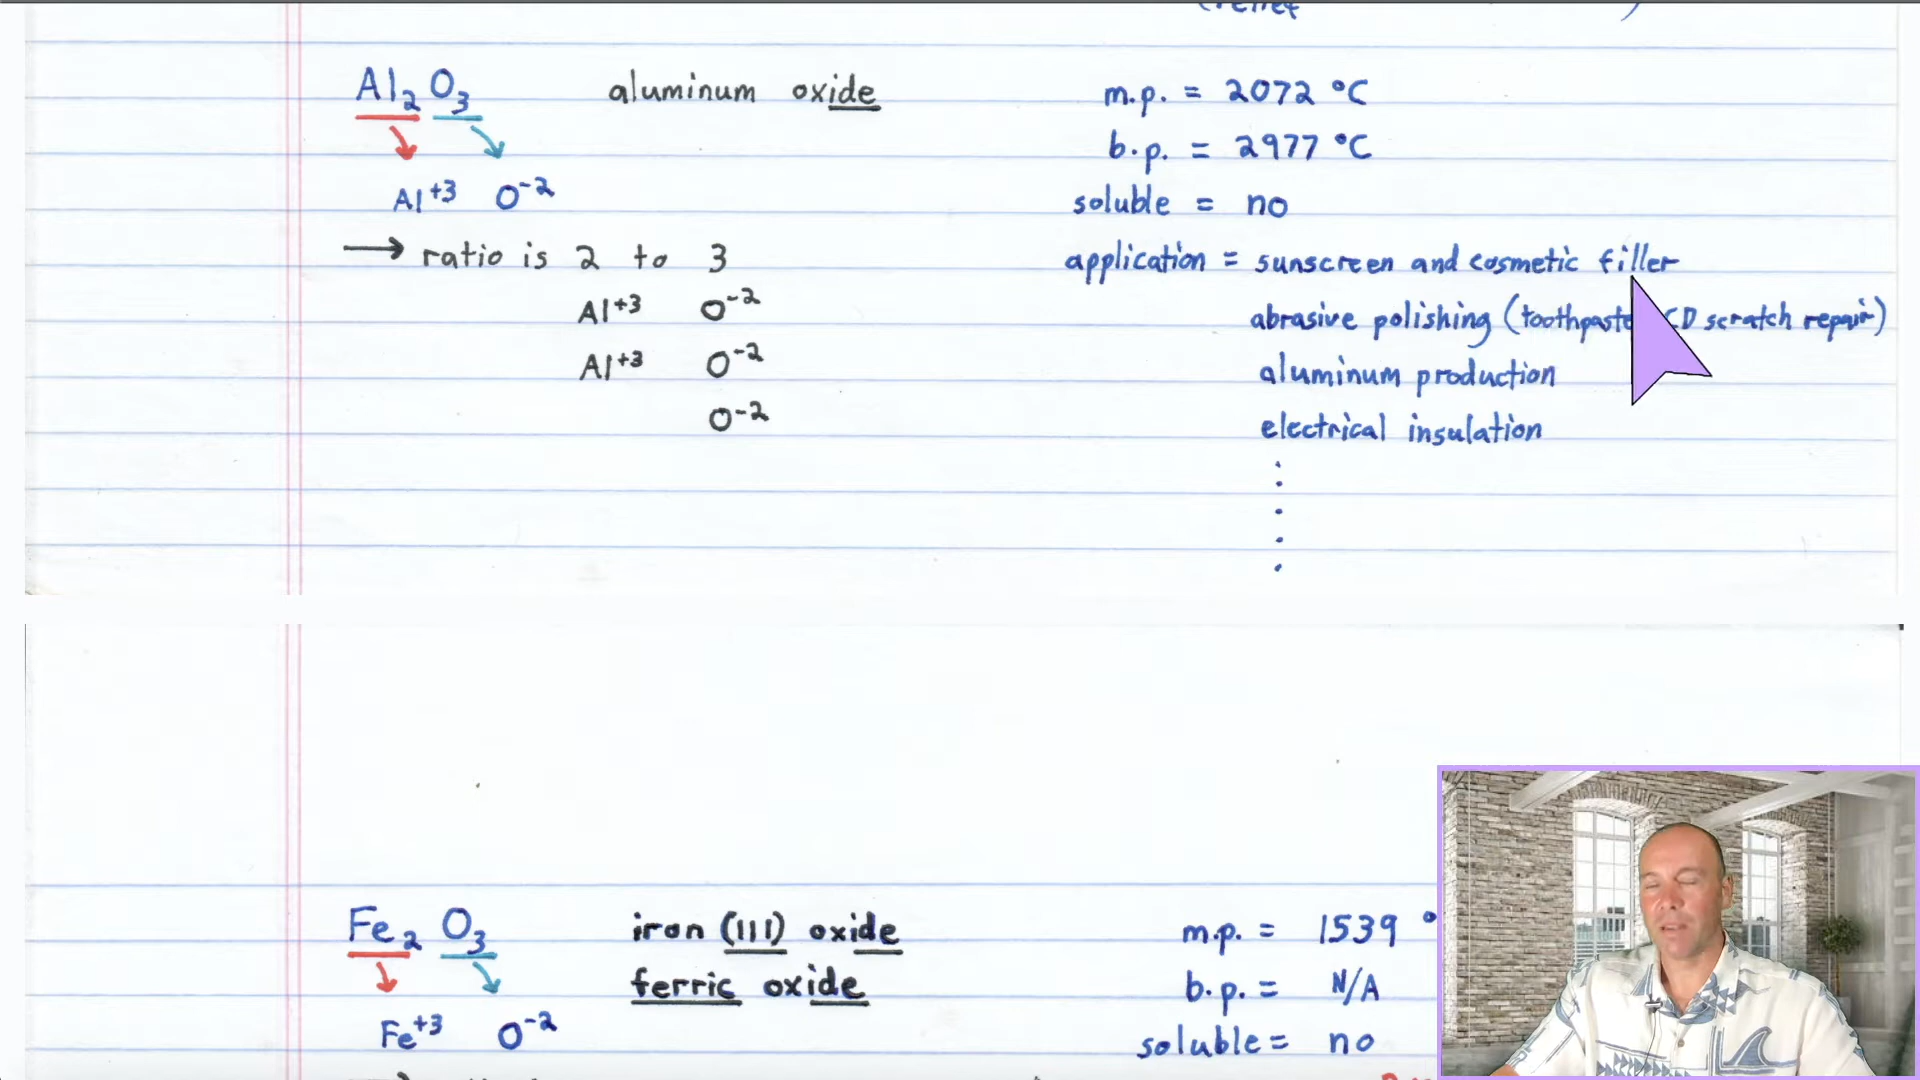 (relief )
Al₂O₃ aluminum oxide m.p. = 2072 °C
b.p. = 2977 °C
Al⁺³ O⁻² soluble = no
→ ratio is 2 to 3 application = sunscreen and cosmetic filler
Al⁺³ O⁻² abrasive polishing (toothpaste CD scratch repair)
Al⁺³ O⁻² aluminum production
O⁻² electrical insulation
Fe₂O₃ iron (III) oxide m.p. = 1539 °
ferric oxide b.p. = N/A
Fe⁺³ O⁻² soluble = no